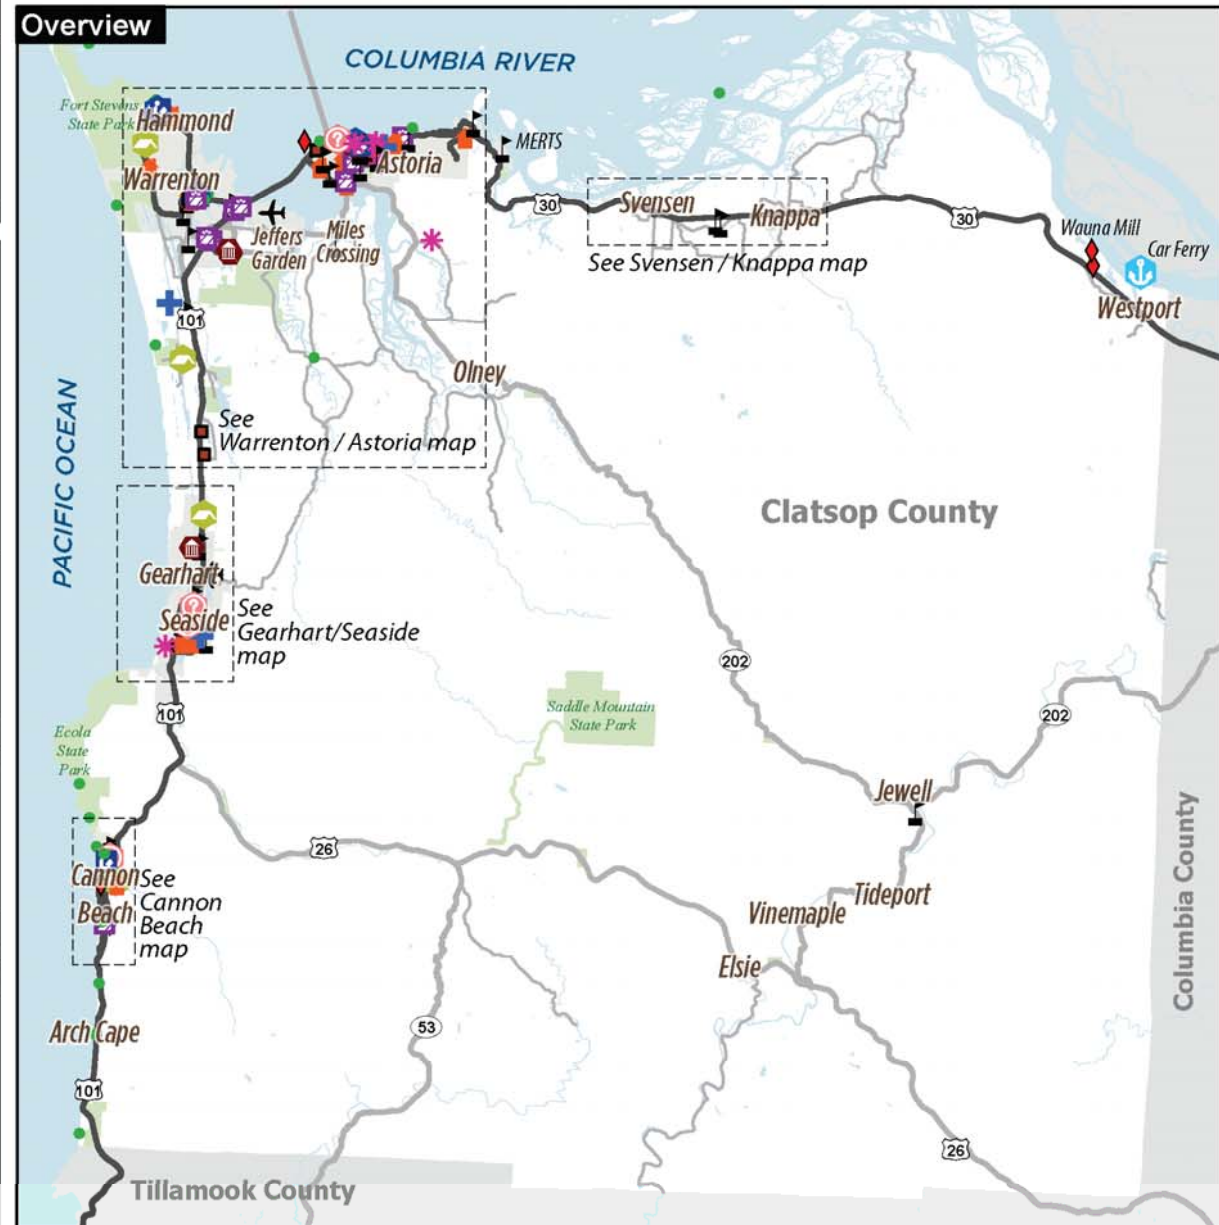 Overview
COLUMBIA RIVER
Fort Stevens
State Park
Hammond
MERTS
Astoria
Warrenton
30
Svensen
Knappa
30
Jeffers
Garden
Miles
Crossing
Wauna Mill
Car Ferry
See Svensen / Knappa map
Westport
101
Olney
PACIFIC OCEAN
See
Warrenton / Astoria map
Clatsop County
Gearhart
Seaside
See
Gearhart/Seaside
map
202
101
Saddle Mountain
State Park
202
Ecola
State
Park
Jewell
26
Cannon
Beach
See
Cannon
Beach
map
Tideport
Vinemaple
Columbia County
Elsie
53
Arch Cape
101
26
Tillamook County